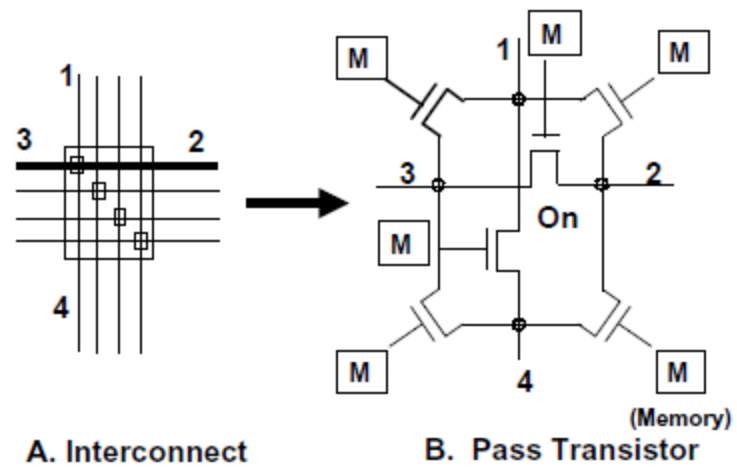 1
3
2
4
M
1
M
M
3
2
On
M
M
4
M
(Memory)
A. Interconnect
B. Pass Transistor